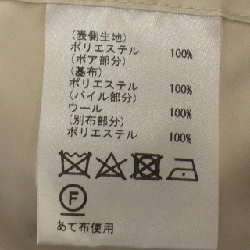 (表側生地)
ポリエステル 100%
(ボア部分)
(基布)
ポリエステル 100%
(パイル部分)
ウール 100%
(別布部分)
ポリエステル 100%
F
あて布使用